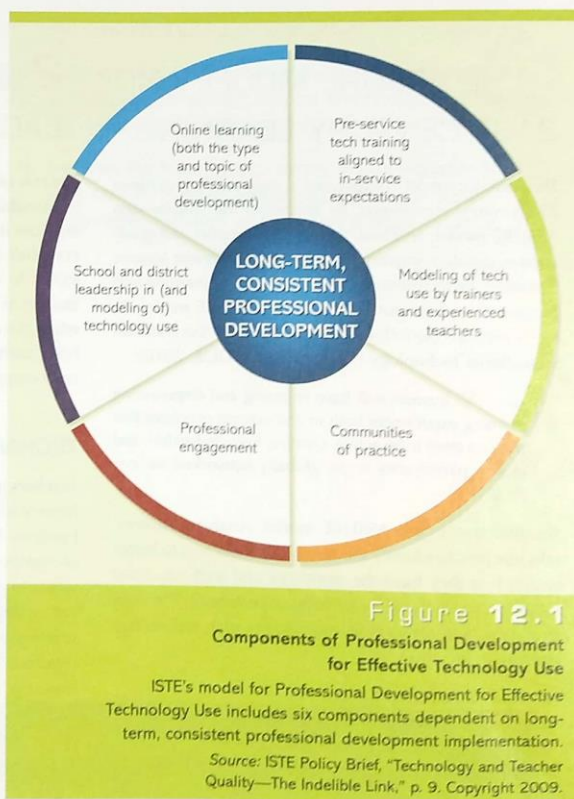 Online learning
(both the type
and topic of
professional
development)
Pre-service
tech training
aligned to
in-service
expectations
School and district
leadership in (and
modeling of)
technology use
LONG-TERM,
CONSISTENT
PROFESSIONAL
DEVELOPMENT
Modeling of tech
use by trainers
and experienced
teachers
Professional
engagement
Communities
of practice
Figure 12.1
Components of Professional Development
for Effective Technology Use
ISTE's model for Professional Development for Effective
Technology Use includes six components dependent on long-
term, consistent professional development implementation.
Source: ISTE Policy Brief, "Technology and Teacher
Quality—The Indelible Link," p. 9. Copyright 2009.